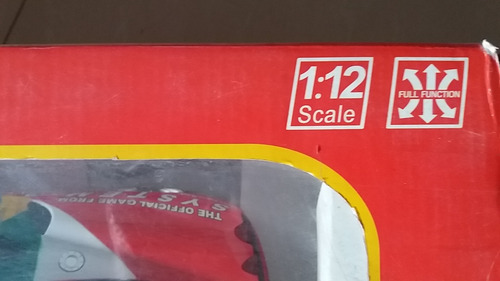 1:12
Scale
FULL FUNCTION
THE OFFICIAL GAME FROM